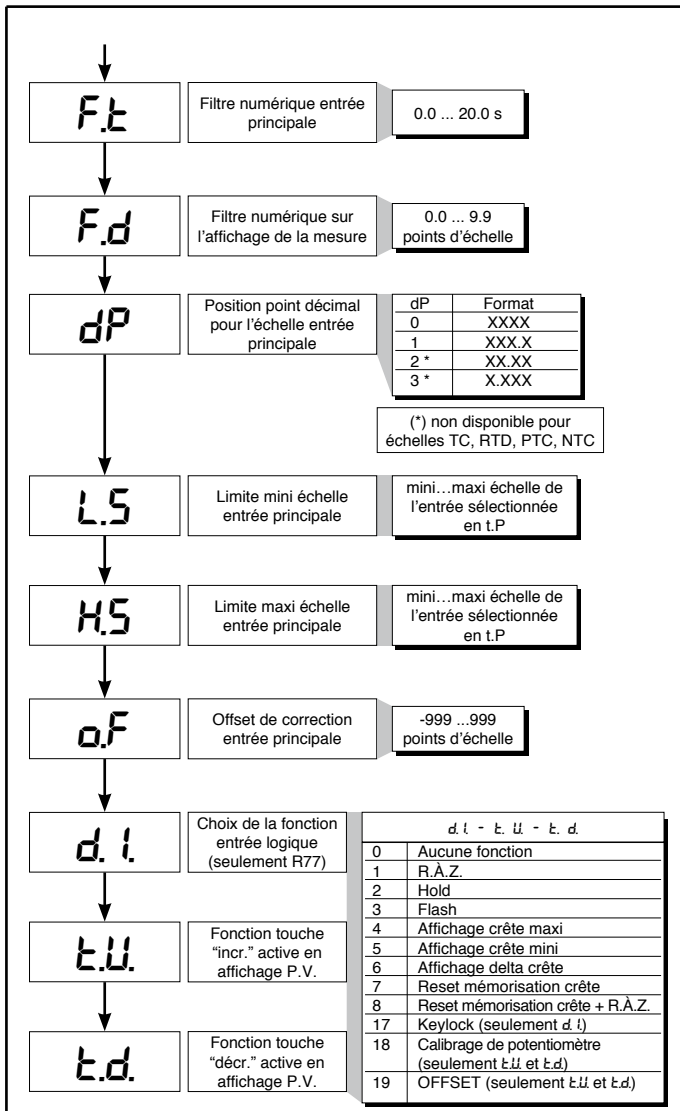 F.t
Filtre numérique entrée
principale
0.0 ... 20.0 s
F.d
Filtre numérique sur
l'affichage de la mesure
0.0 ... 9.9
points d'échelle
dP
Position point décimal
pour l'échelle entrée
principale
dP Format
0 XXXX
1 XXX.X
2 * XX.XX
3 * X.XXX
(*) non disponible pour
échelles TC, RTD, PTC, NTC
L.S
Limite mini échelle
entrée principale
mini…maxi échelle de
l'entrée sélectionnée
en t.P
H.S
Limite maxi échelle
entrée principale
mini…maxi échelle de
l'entrée sélectionnée
en t.P
o.F
Offset de correction
entrée principale
-999 ...999
points d'échelle
d. I.
Choix de la fonction
entrée logique
(seulement R77)
t.U.
Fonction touche
“incr.” active en
affichage P.V.
t.d.
Fonction touche
“décr.” active en
affichage P.V.
d. I. - t. U. - t. d.
0 Aucune fonction
1 R.À.Z.
2 Hold
3 Flash
4 Affichage crête maxi
5 Affichage crête mini
6 Affichage delta crête
7 Reset mémorisation crête
8 Reset mémorisation crête + R.À.Z.
17 Keylock (seulement d. I.)
18 Calibrage de potentiomètre
(seulement t.U. et t.d.)
19 OFFSET (seulement t.U. et t.d.)